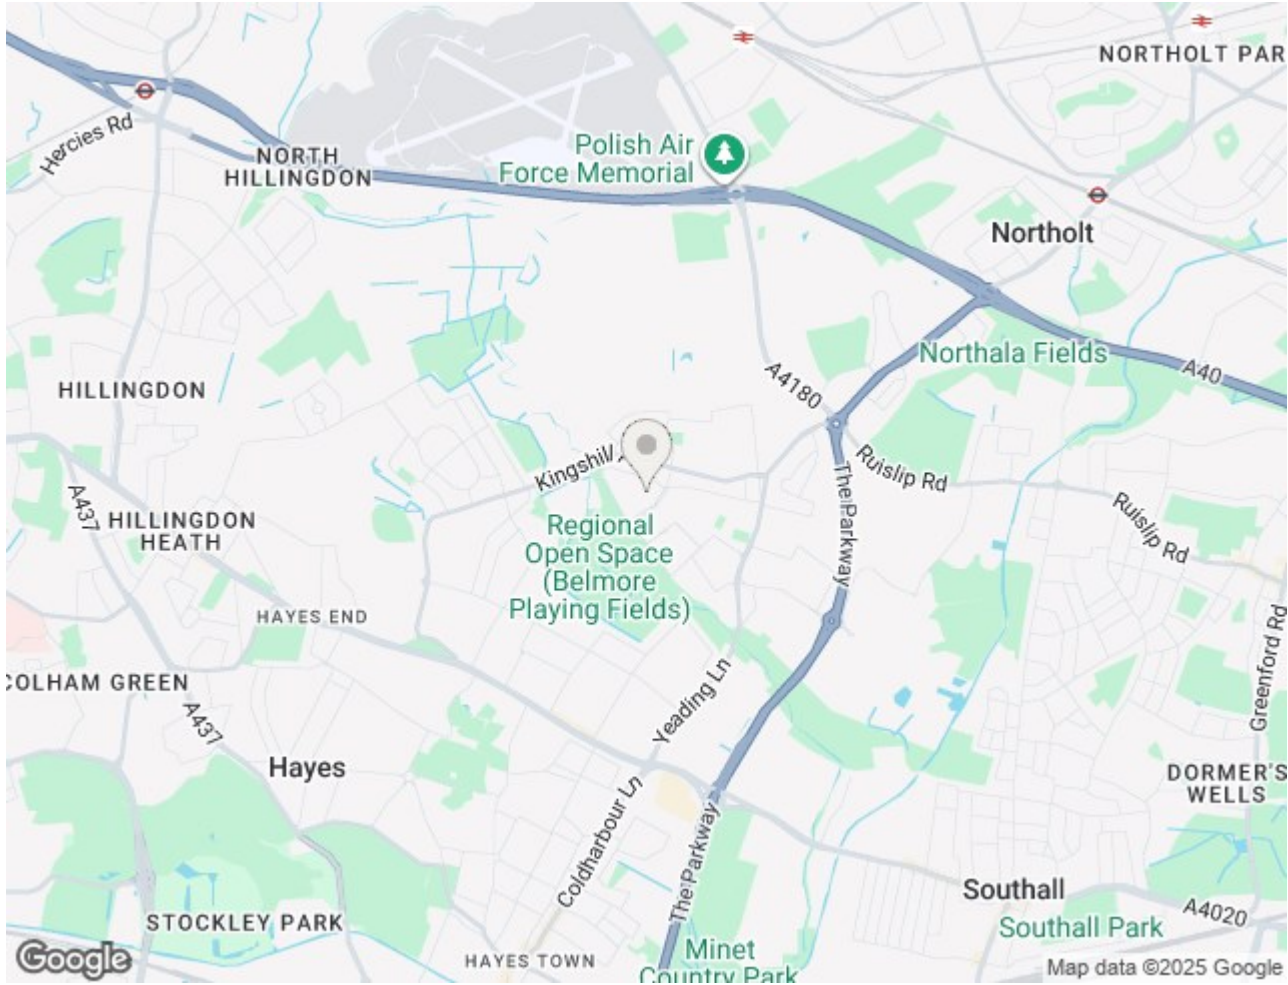 NORTHOLT PAR
Hercies Rd
NORTH
HILLINGDON
Polish Air
Force Memorial
Northolt
Northala Fields
A40
HILLINGDON
A4180
Kingshill
Ruislip Rd
The Parkway
A437
HILLINGDON
HEATH
Regional
Open Space
(Belmore
Playing Fields)
Ruislip Rd
HAYES END
Greenford Rd
COLHAM GREEN
A437
Yeading Ln
Hayes
DORMER'S
WELLS
Coldharbour Ln
The Parkway
Southall
A4020
STOCKLEY PARK
Southall Park
Minet
Country Park
HAYES TOWN
Google
Map data ©2025 Google